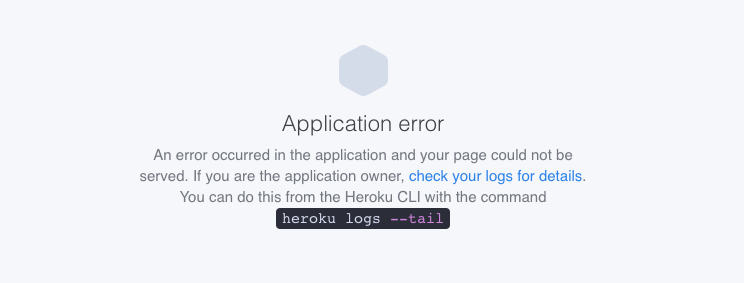 Application error
An error occurred in the application and your page could not be
served. If you are the application owner, check your logs for details.
You can do this from the Heroku CLI with the command
heroku logs --tail